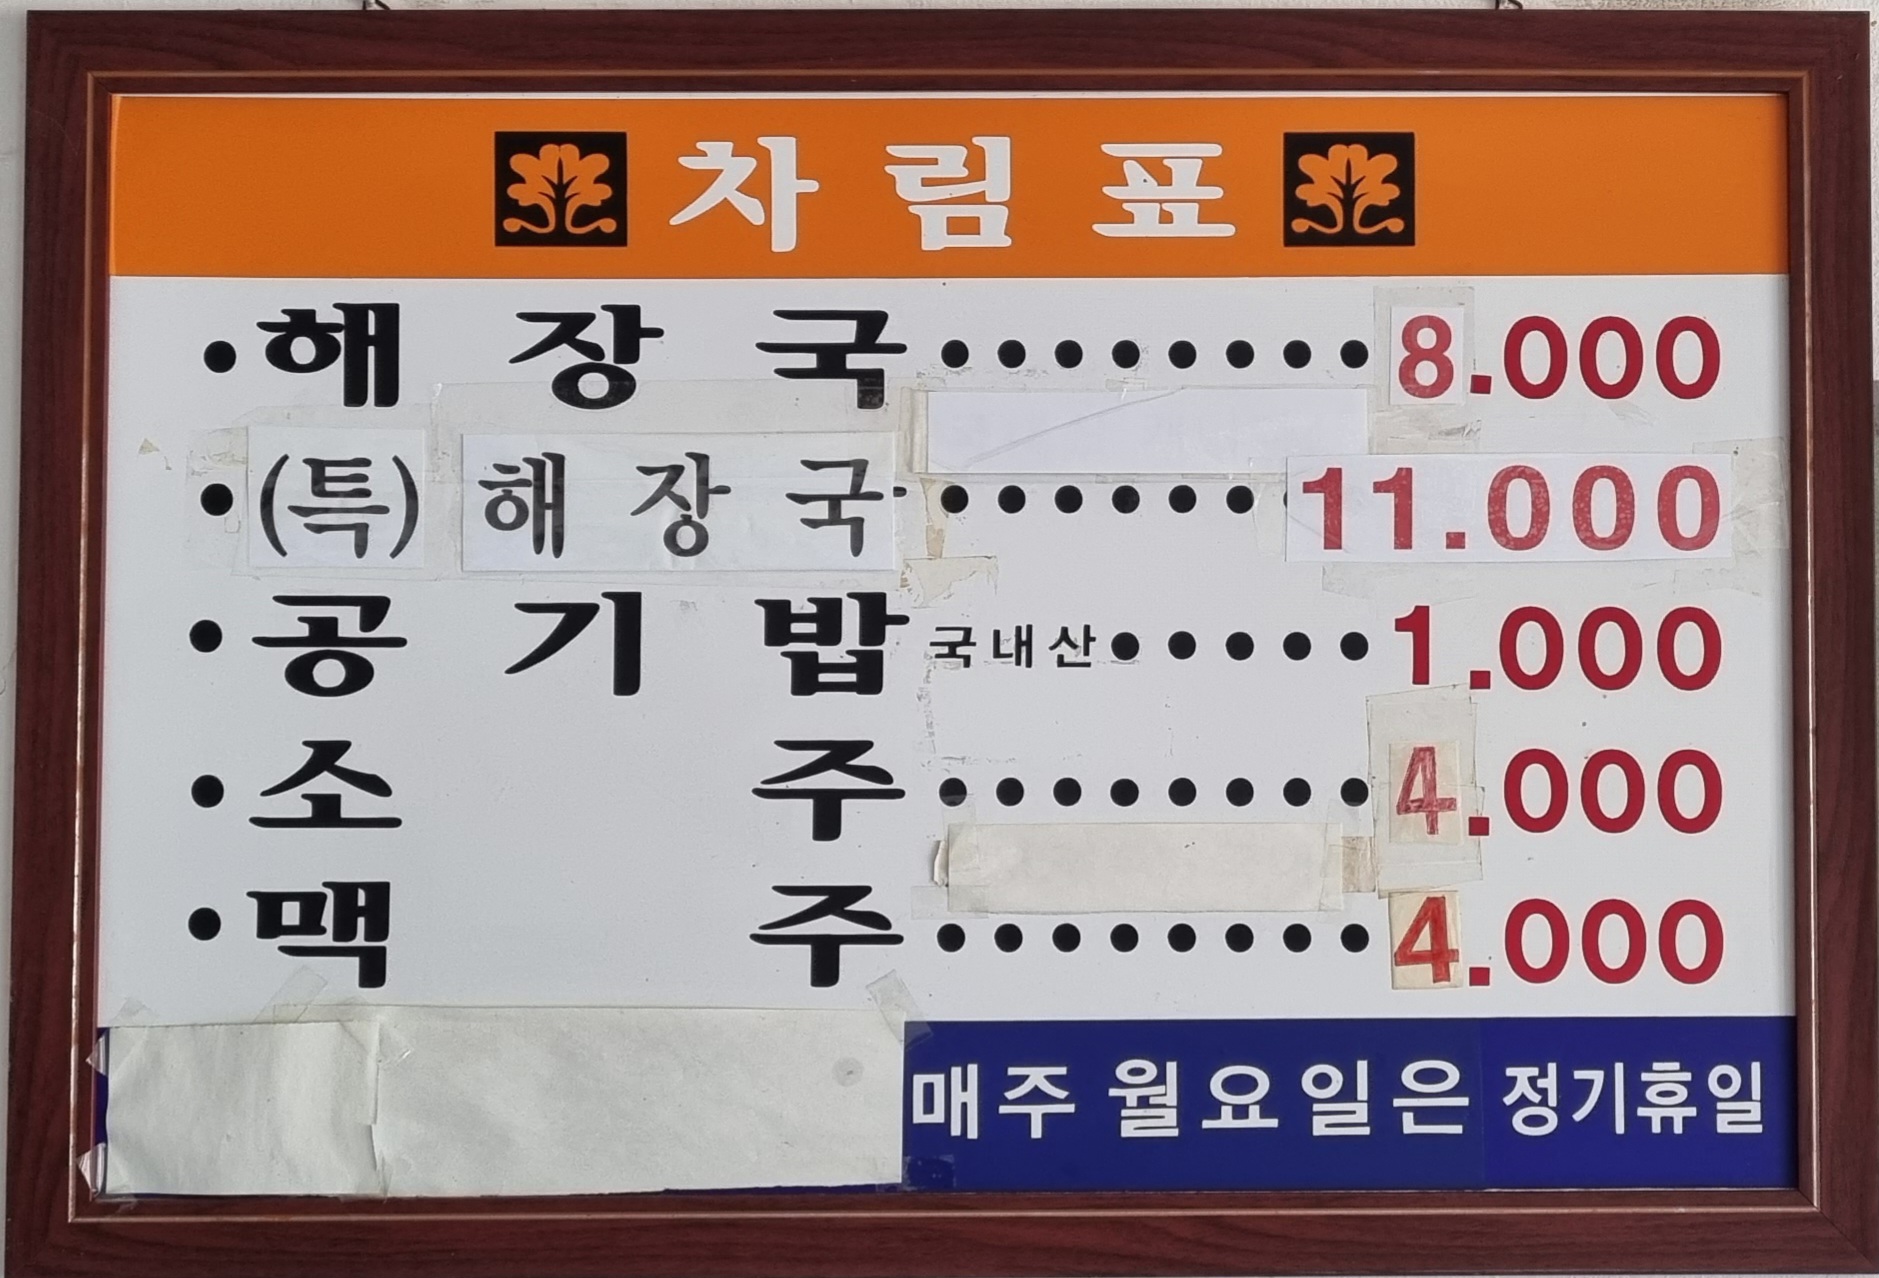 차림표
·해장국········8.000
·(특)해장국······11.000
·공기밥 국내산·····1.000
·소주········4.000
·맥주········4.000
매주 월요일은 정기휴일